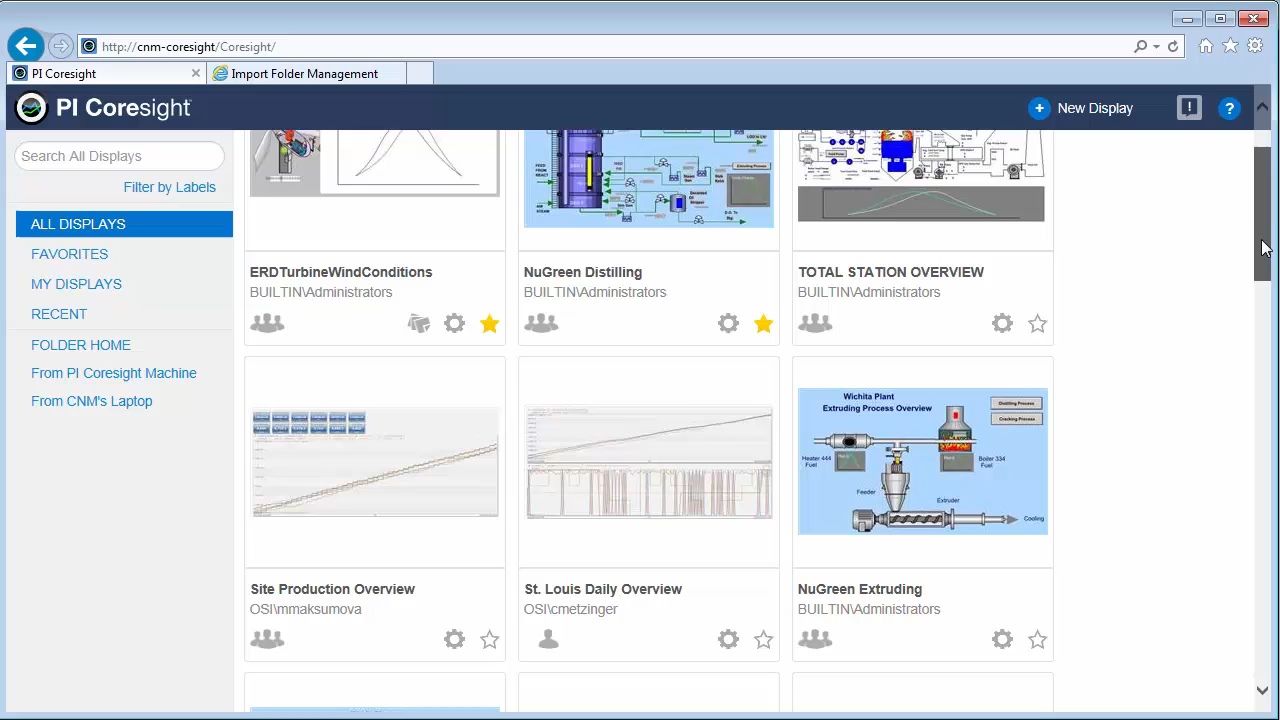 http://cnm-coresight/Coresight/
PI Coresight
Import Folder Management
PI Coresight
New Display
Search All Displays
Filter by Labels
ALL DISPLAYS
FAVORITES
MY DISPLAYS
RECENT
FOLDER HOME
From PI Coresight Machine
From CNM's Laptop
ERDTurbineWindConditions
BUILTIN\Administrators
NuGreen Distilling
BUILTIN\Administrators
TOTAL STATION OVERVIEW
BUILTIN\Administrators
Wichita Plant
Extruding Process Overview
Distilling Process
Cracking Process
Heater 444
Fuel
Boiler 334
Fuel
Feeder
Extruder
Cooling
Site Production Overview
OSI\mmaksumova
St. Louis Daily Overview
OSI\cmetzinger
NuGreen Extruding
BUILTIN\Administrators